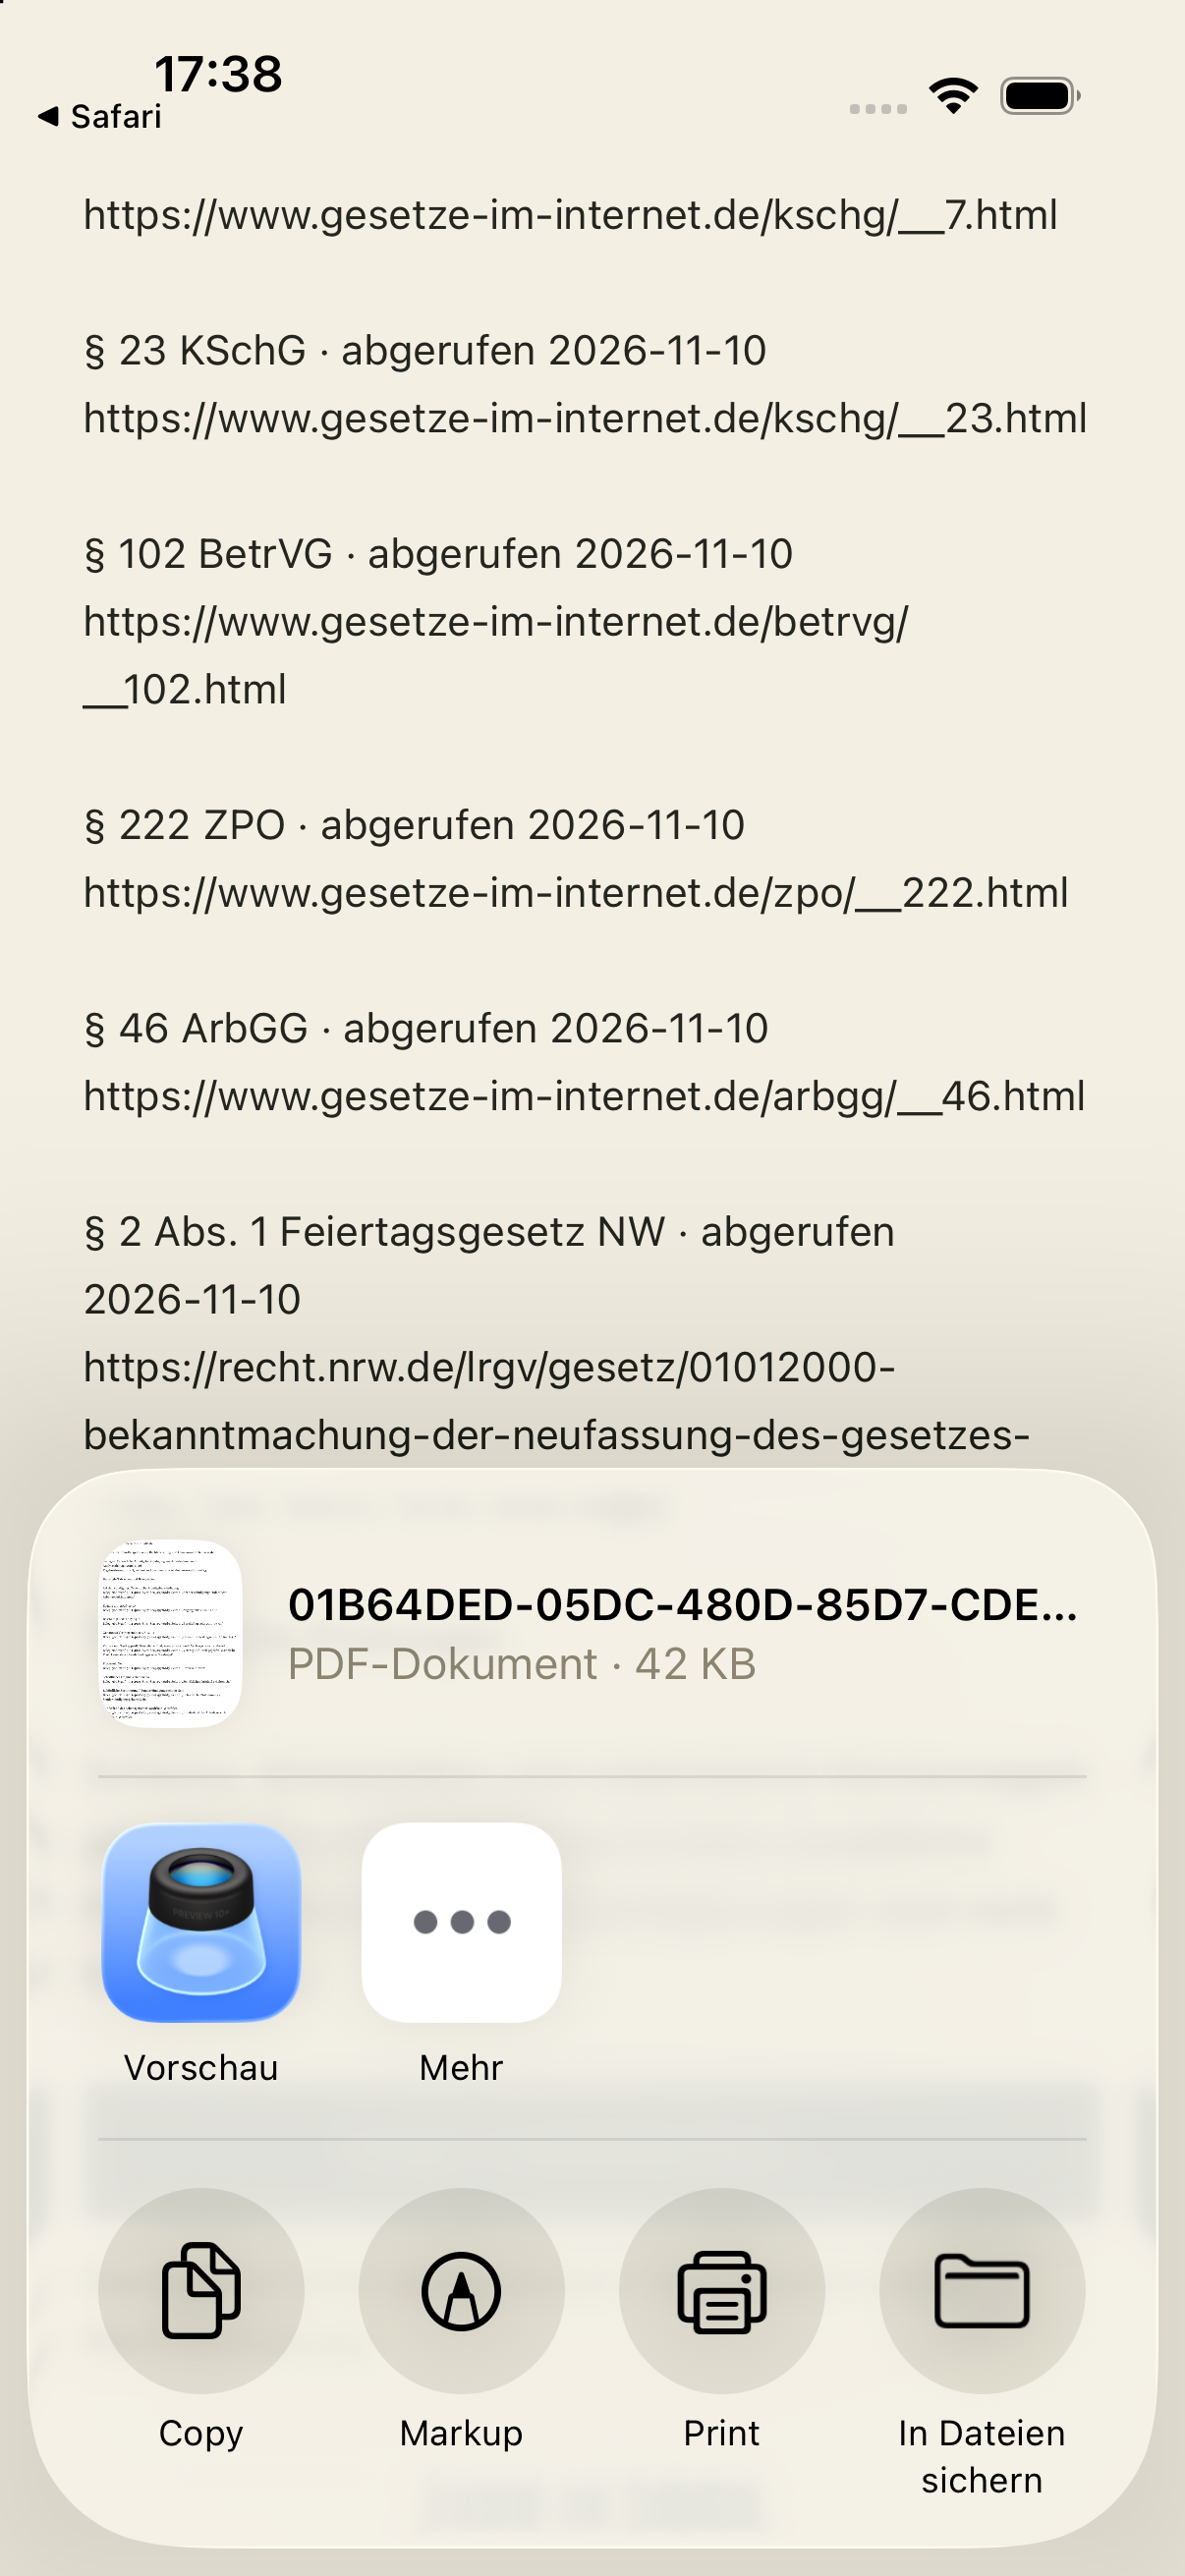 17:38
Safari
https://www.gesetze-im-internet.de/kschg/__7.html
§ 23 KSchG · abgerufen 2026-11-10
https://www.gesetze-im-internet.de/kschg/__23.html
§ 102 BetrVG · abgerufen 2026-11-10
https://www.gesetze-im-internet.de/betrvg/
__102.html
§ 222 ZPO · abgerufen 2026-11-10
https://www.gesetze-im-internet.de/zpo/__222.html
§ 46 ArbGG · abgerufen 2026-11-10
https://www.gesetze-im-internet.de/arbgg/__46.html
§ 2 Abs. 1 Feiertagsgesetz NW · abgerufen
2026-11-10
https://recht.nrw.de/lrgv/gesetz/01012000-
bekanntmachung-der-neufassung-des-gesetzes-
01B64DED-05DC-480D-85D7-CDE...
PDF-Dokument · 42 KB
Vorschau
Mehr
Copy
Markup
Print
In Dateien
sichern